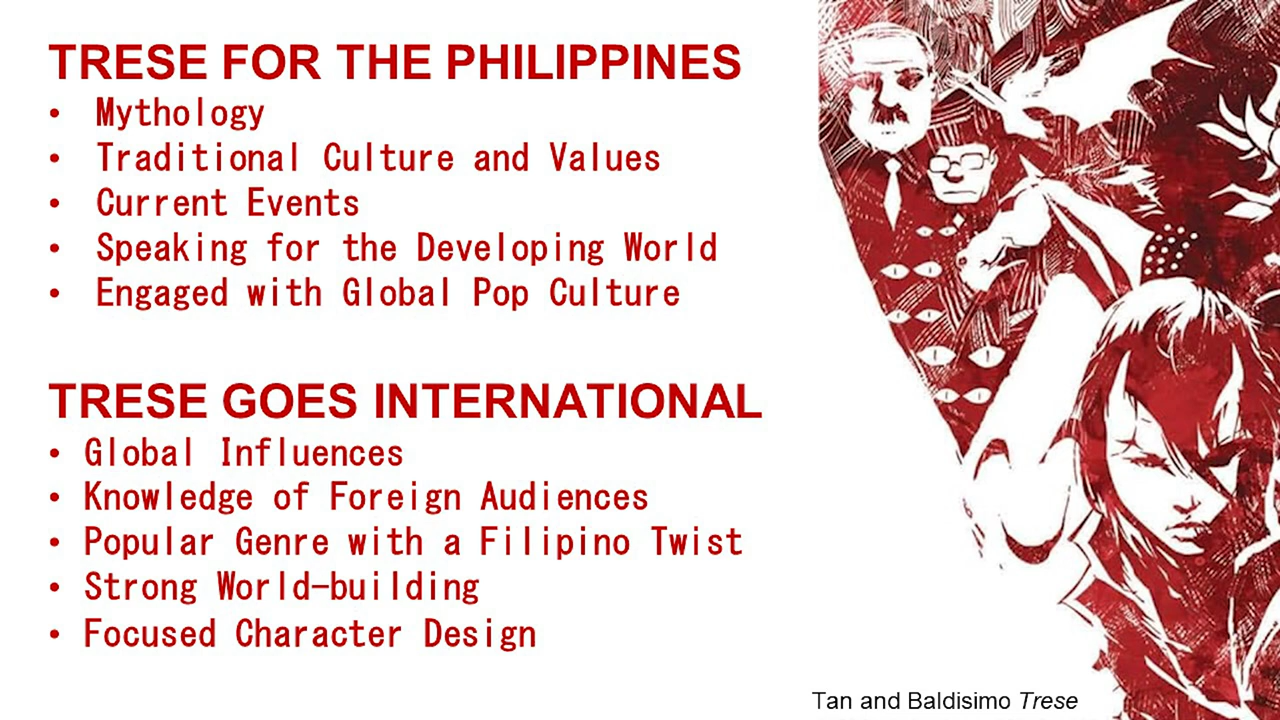 TRESE FOR THE PHILIPPINES
• Mythology
• Traditional Culture and Values
• Current Events
• Speaking for the Developing World
• Engaged with Global Pop Culture
TRESE GOES INTERNATIONAL
• Global Influences
• Knowledge of Foreign Audiences
• Popular Genre with a Filipino Twist
• Strong World-building
• Focused Character Design
Tan and Baldisimo Trese